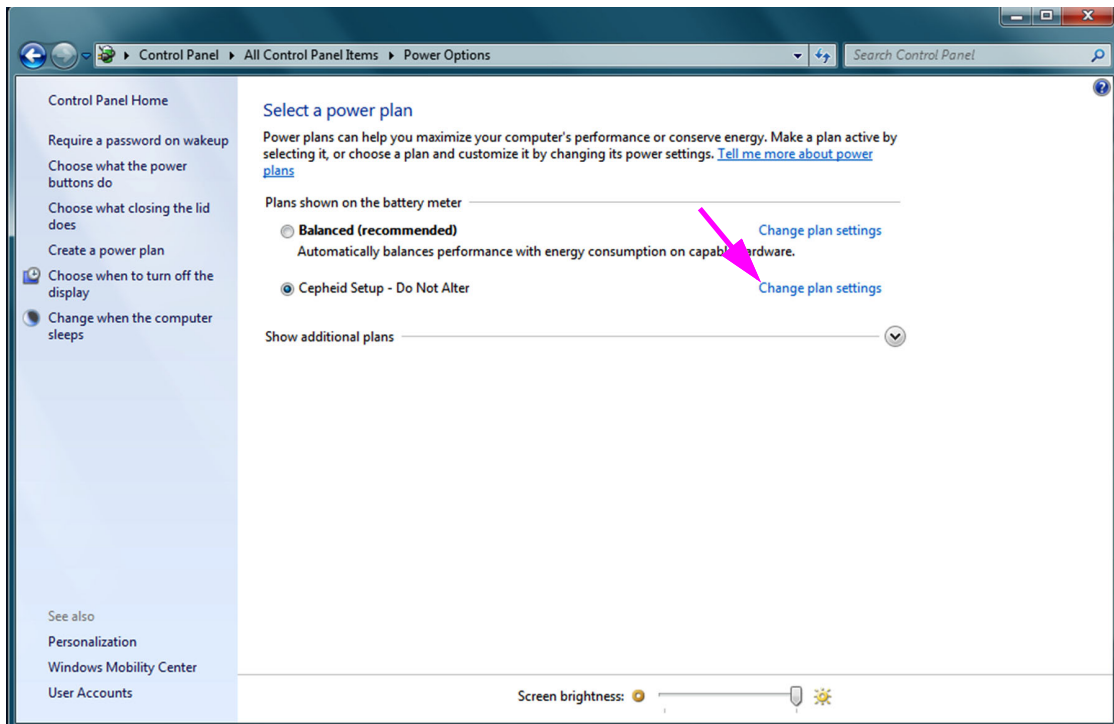 Control Panel ▸ All Control Panel Items ▸ Power Options
Search Control Panel
Control Panel Home
Require a password on wakeup
Choose what the power
buttons do
Choose what closing the lid
does
Create a power plan
Choose when to turn off the
display
Change when the computer
sleeps
See also
Personalization
Windows Mobility Center
User Accounts
Select a power plan
Power plans can help you maximize your computer's performance or conserve energy. Make a plan active by
selecting it, or choose a plan and customize it by changing its power settings. Tell me more about power
plans
Plans shown on the battery meter
Balanced (recommended) Change plan settings
Automatically balances performance with energy consumption on capable hardware.
Cepheid Setup - Do Not Alter Change plan settings
Show additional plans
Screen brightness: